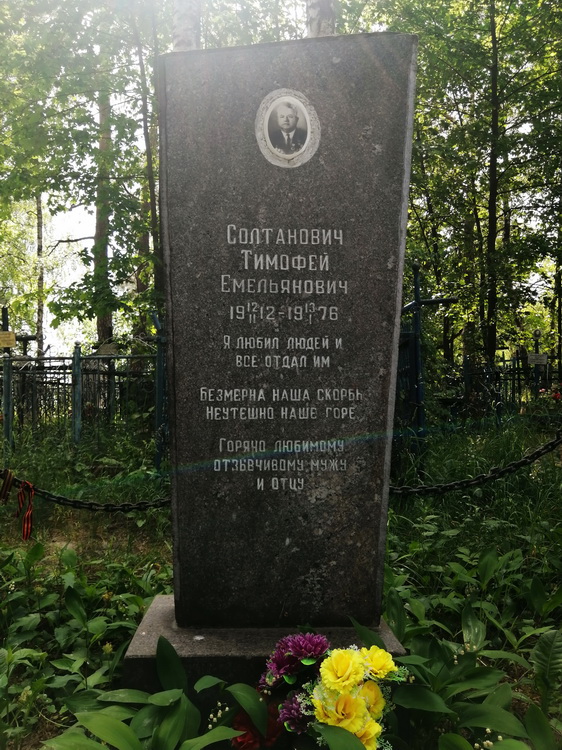 Солтанович
Тимофей
Емельянович
19 12/II 12-19 13/I 76
Я любил людей и
все отдал им
Безмерна наша скорбь
Неутешно наше горе
Горячо любимому
отзывчивому мужу
и отцу